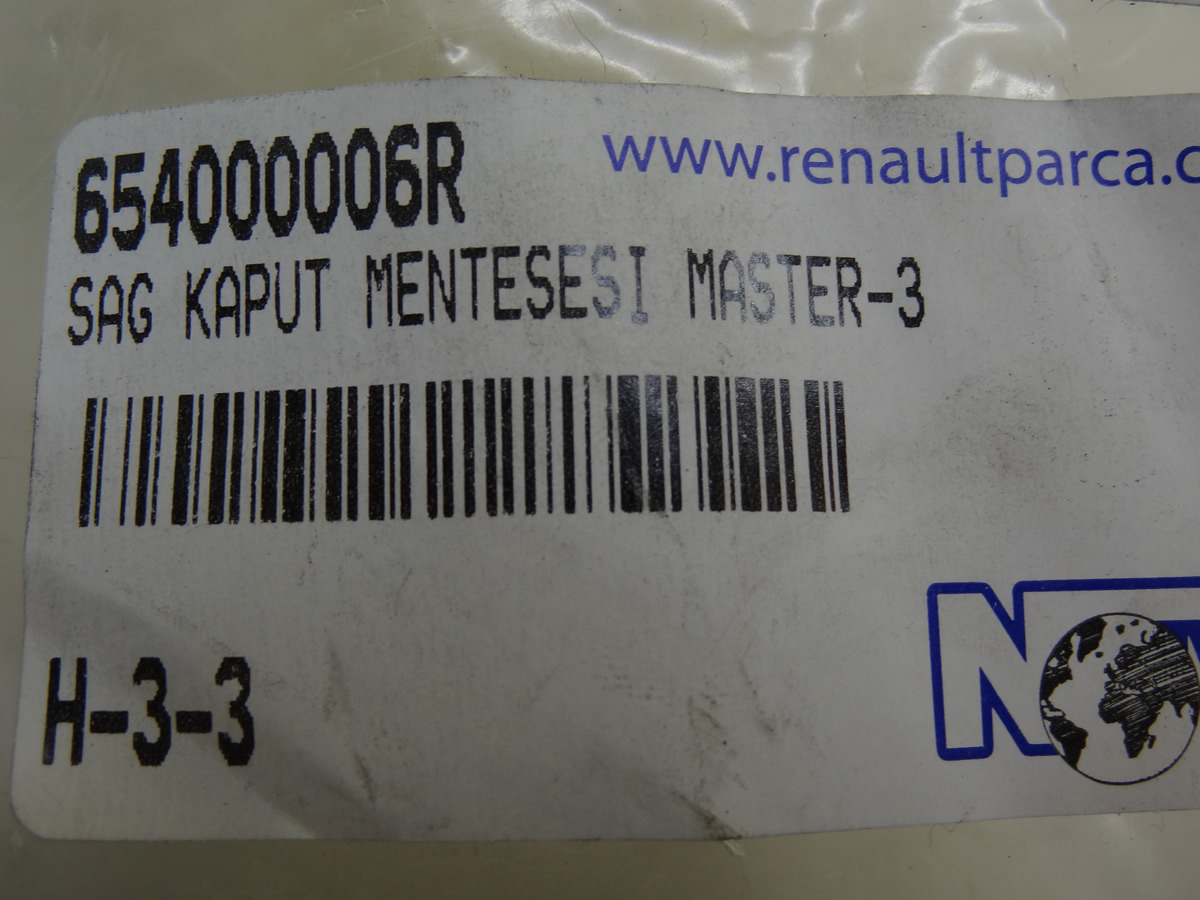 654000006R
www.renaultparca.c
SAG KAPUT MENTESESI MASTER-3
H-3-3